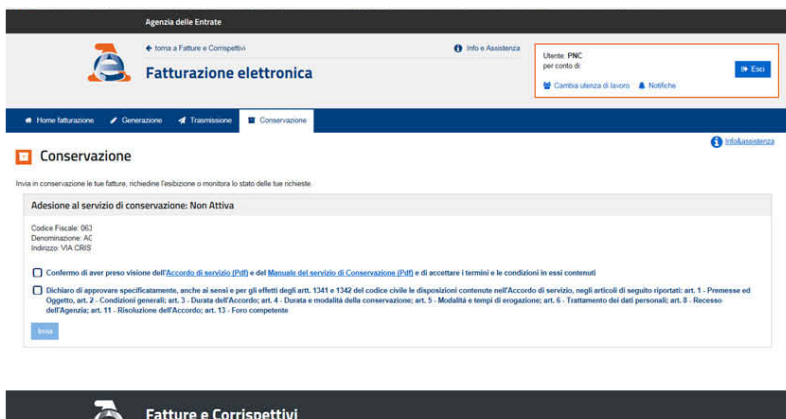 Agenzia delle Entrate
torna a Fatture e Corrispettivi
Info e Assistenza
Fatturazione elettronica
Utente: PNC
per conto di:
Esci
Cambia utenza di lavoro Notifiche
Home fatturazione Generazione Trasmissione Conservazione
Info&assistenza
Conservazione
Invia in conservazione le tue fatture, richiedine l'esibizione o monitora lo stato delle tue richieste.
Adesione al servizio di conservazione: Non Attiva
Codice Fiscale: 063
Denominazione: AC
Indirizzo: VIA CRIS
Confermo di aver preso visione dell'Accordo di servizio (Pdf) e del Manuale del servizio di Conservazione (Pdf) e di accettare i termini e le condizioni in essi contenuti
Dichiaro di approvare specificatamente, anche ai sensi e per gli effetti degli artt. 1341 e 1342 del codice civile le disposizioni contenute nell'Accordo di servizio, negli articoli di seguito riportati: art. 1 - Premesse ed
Oggetto, art. 2 - Condizioni generali; art. 3 - Durata dell'Accordo; art. 4 - Durata e modalità della conservazione; art. 5 - Modalità e tempi di erogazione; art. 6 - Trattamento dei dati personali; art. 8 - Recesso
dell'Agenzia; art. 11 - Risoluzione dell'Accordo; art. 13 - Foro competente
Invia
Fatture e Corrispettivi